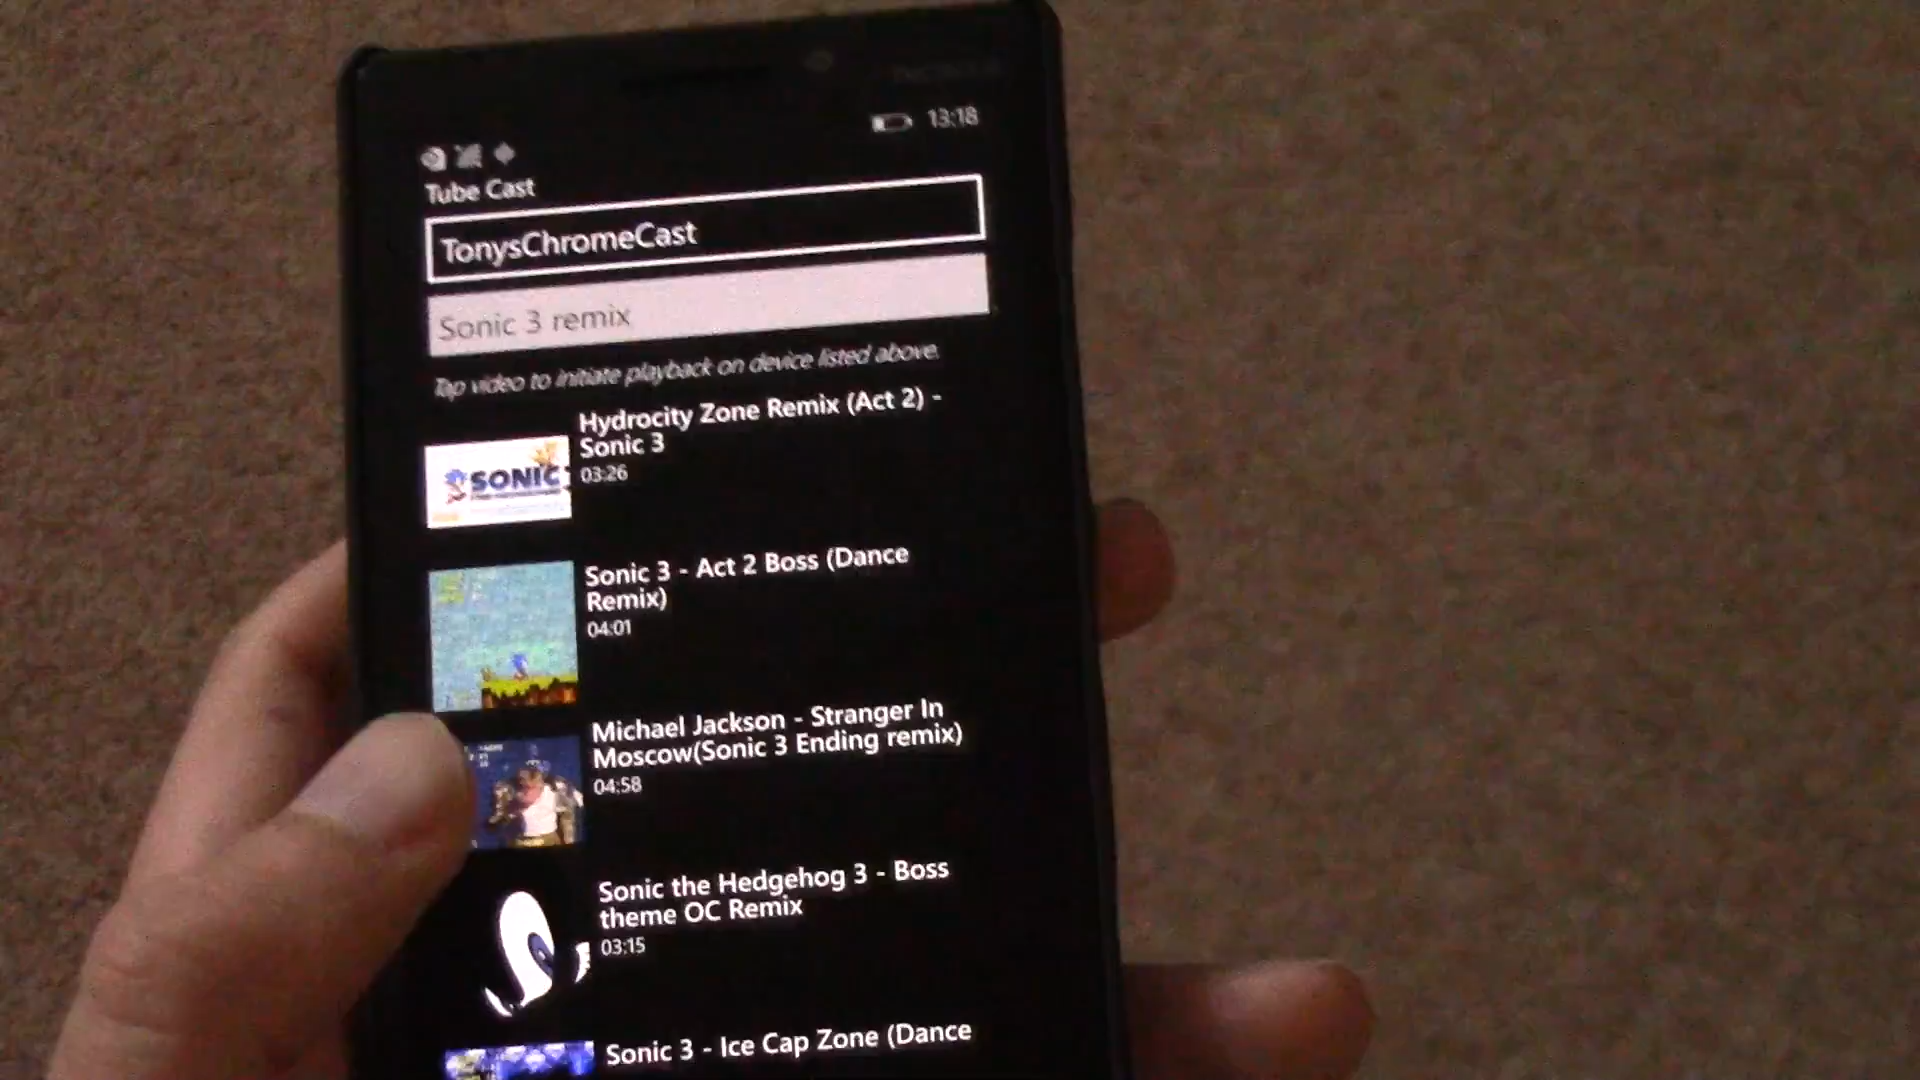 13:18
Tube Cast
TonysChromeCast
Sonic 3 remix
Tap video to initiate playback on device listed above.
Hydrocity Zone Remix (Act 2) -
Sonic 3
03:26
SONIC
Sonic 3 - Act 2 Boss (Dance
Remix)
04:01
Michael Jackson - Stranger In
Moscow(Sonic 3 Ending remix)
04:58
Sonic the Hedgehog 3 - Boss
theme OC Remix
03:15
Sonic 3 - Ice Cap Zone (Dance